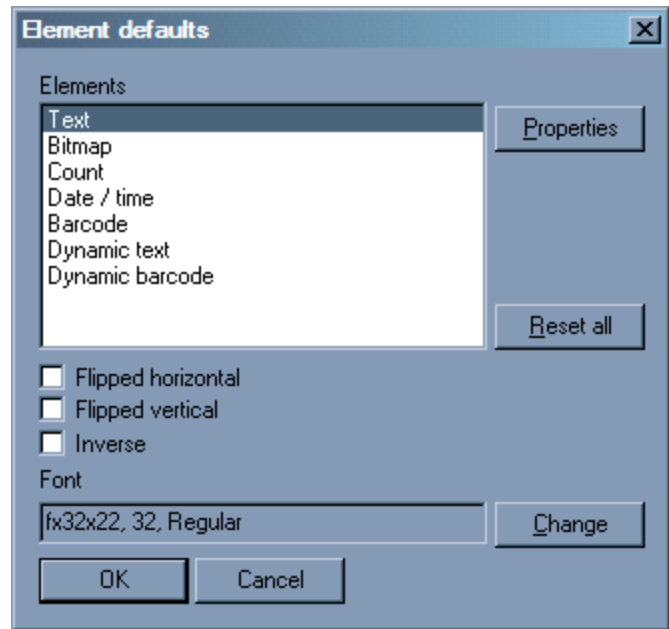 Element defaults
Elements
Text
Bitmap
Count
Date / time
Barcode
Dynamic text
Dynamic barcode
Properties
Reset all
Flipped horizontal
Flipped vertical
Inverse
Font
fx32x22, 32, Regular
Change
OK
Cancel